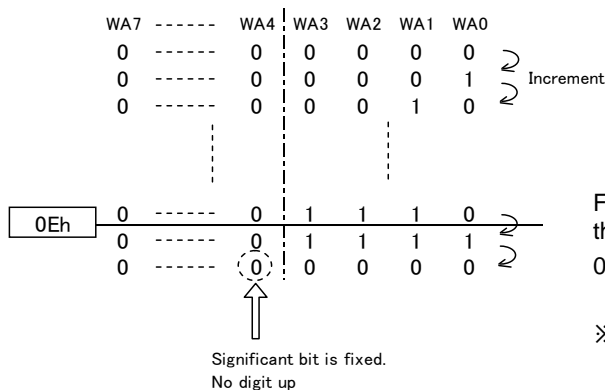 WA7 ------ WA4 WA3 WA2 WA1 WA0
0 ------ 0 0 0 0 0
0 ------ 0 0 0 0 1
Increment
0 ------ 0 0 0 1 0
0 ------ 0 1 1 1 0
0Eh
0 ------ 0 1 1 1 1
0 ------ 0 0 0 0 0
F
th
0
※
Significant bit is fixed.
No digit up